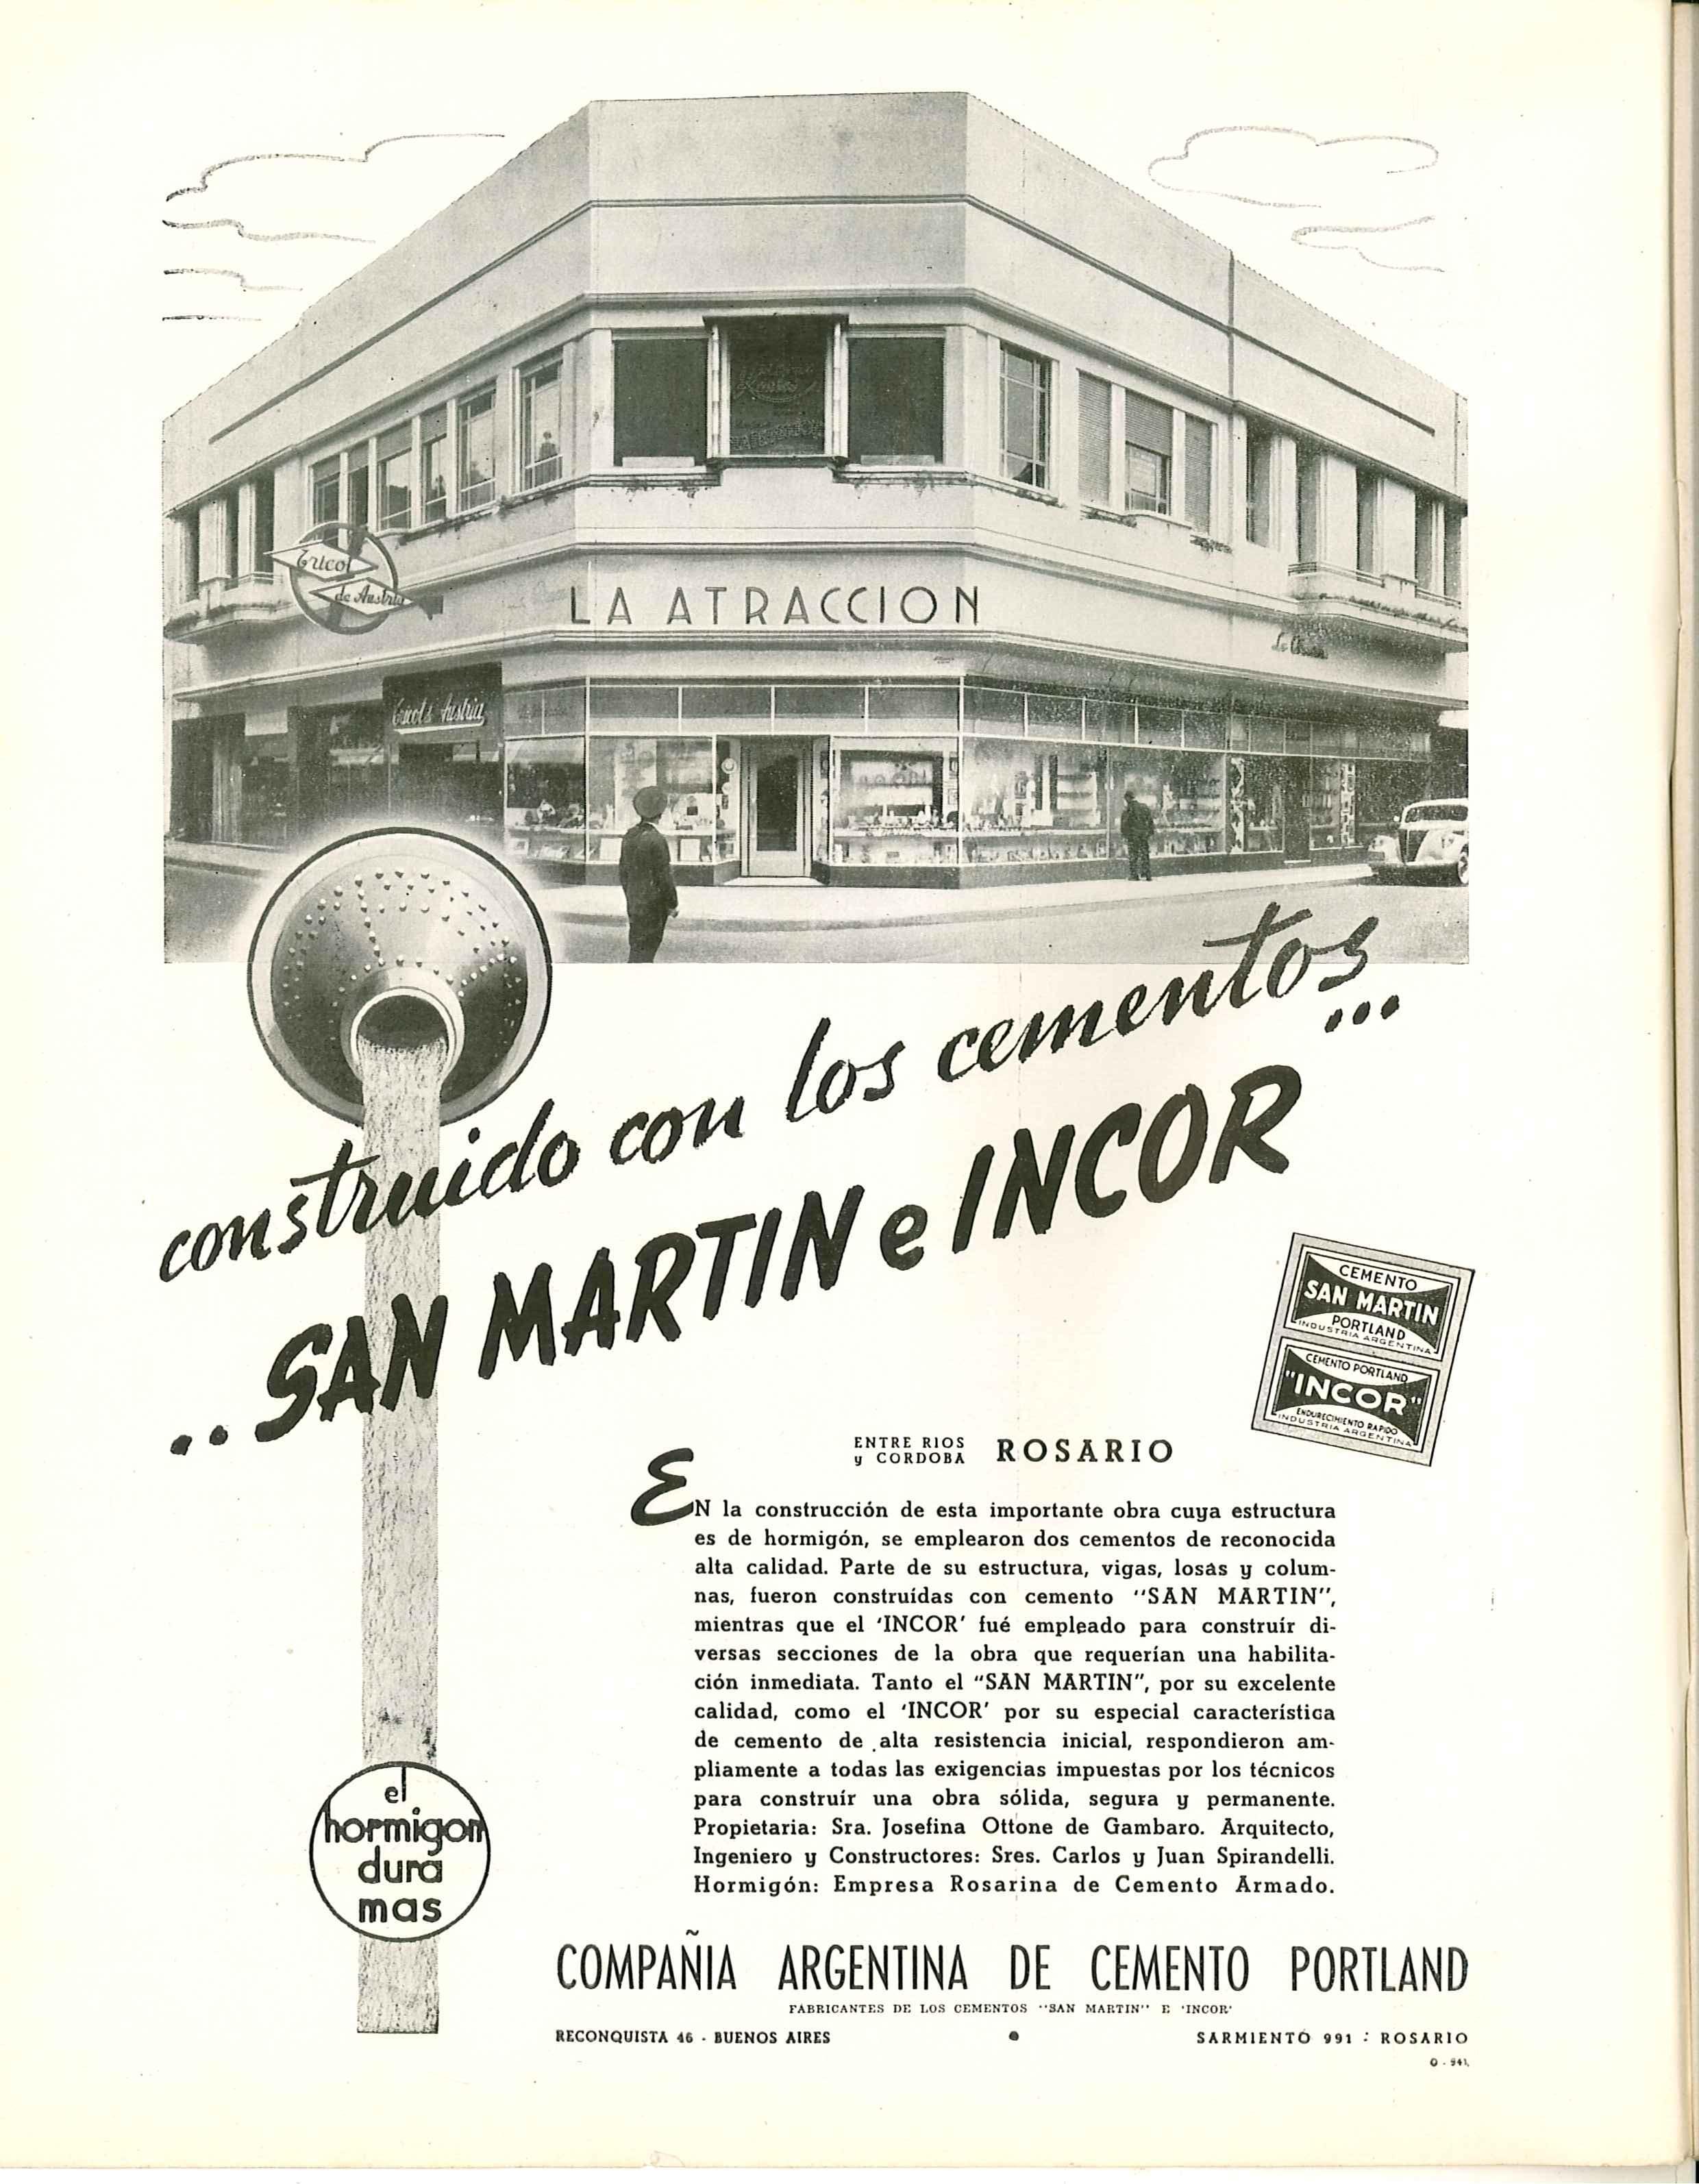 Trico
de Austria
LA ATRACCION
construido con los cementos...
..SAN MARTIN e INCOR
CEMENTO
SAN MARTIN
PORTLAND
INDUSTRIA ARGENTINA
CEMENTO PORTLAND
"INCOR"
ENDURECIMIENTO RAPIDO
INDUSTRIA ARGENTINA
ENTRE RIOS
y CORDOBA
ROSARIO
EN la construcción de esta importante obra cuya estructura
es de hormigón, se emplearon dos cementos de reconocida
alta calidad. Parte de su estructura, vigas, losas y colum-
nas, fueron construídas con cemento "SAN MARTIN",
mientras que el 'INCOR' fué empleado para construír di-
versas secciones de la obra que requerían una habilita-
ción inmediata. Tanto el "SAN MARTIN", por su excelente
calidad, como el 'INCOR' por su especial característica
de cemento de alta resistencia inicial, respondieron am-
pliamente a todas las exigencias impuestas por los técnicos
para construír una obra sólida, segura y permanente.
Propietaria: Sra. Josefina Ottone de Gambaro. Arquitecto,
Ingeniero y Constructores: Sres. Carlos y Juan Spirandelli.
Hormigón: Empresa Rosarina de Cemento Armado.
el
hormigon
dura
mas
COMPAÑIA ARGENTINA DE CEMENTO PORTLAND
FABRICANTES DE LOS CEMENTOS "SAN MARTIN" E 'INCOR'
RECONQUISTA 46 - BUENOS AIRES
SARMIENTO 991 - ROSARIO
O - 941